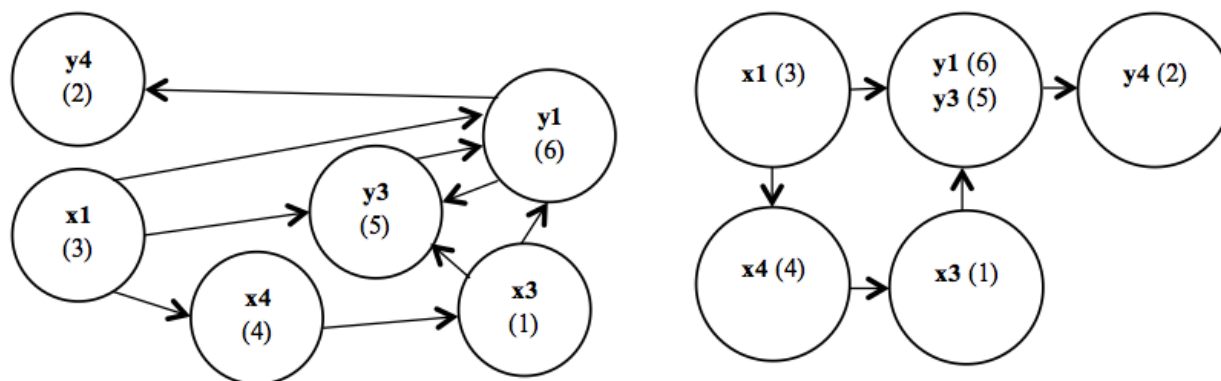 y4
(2)
y1
(6)
y3
(5)
x1
(3)
x4
(4)
x3
(1)
x1 (3)
y1 (6)
y3 (5)
y4 (2)
x4 (4)
x3 (1)